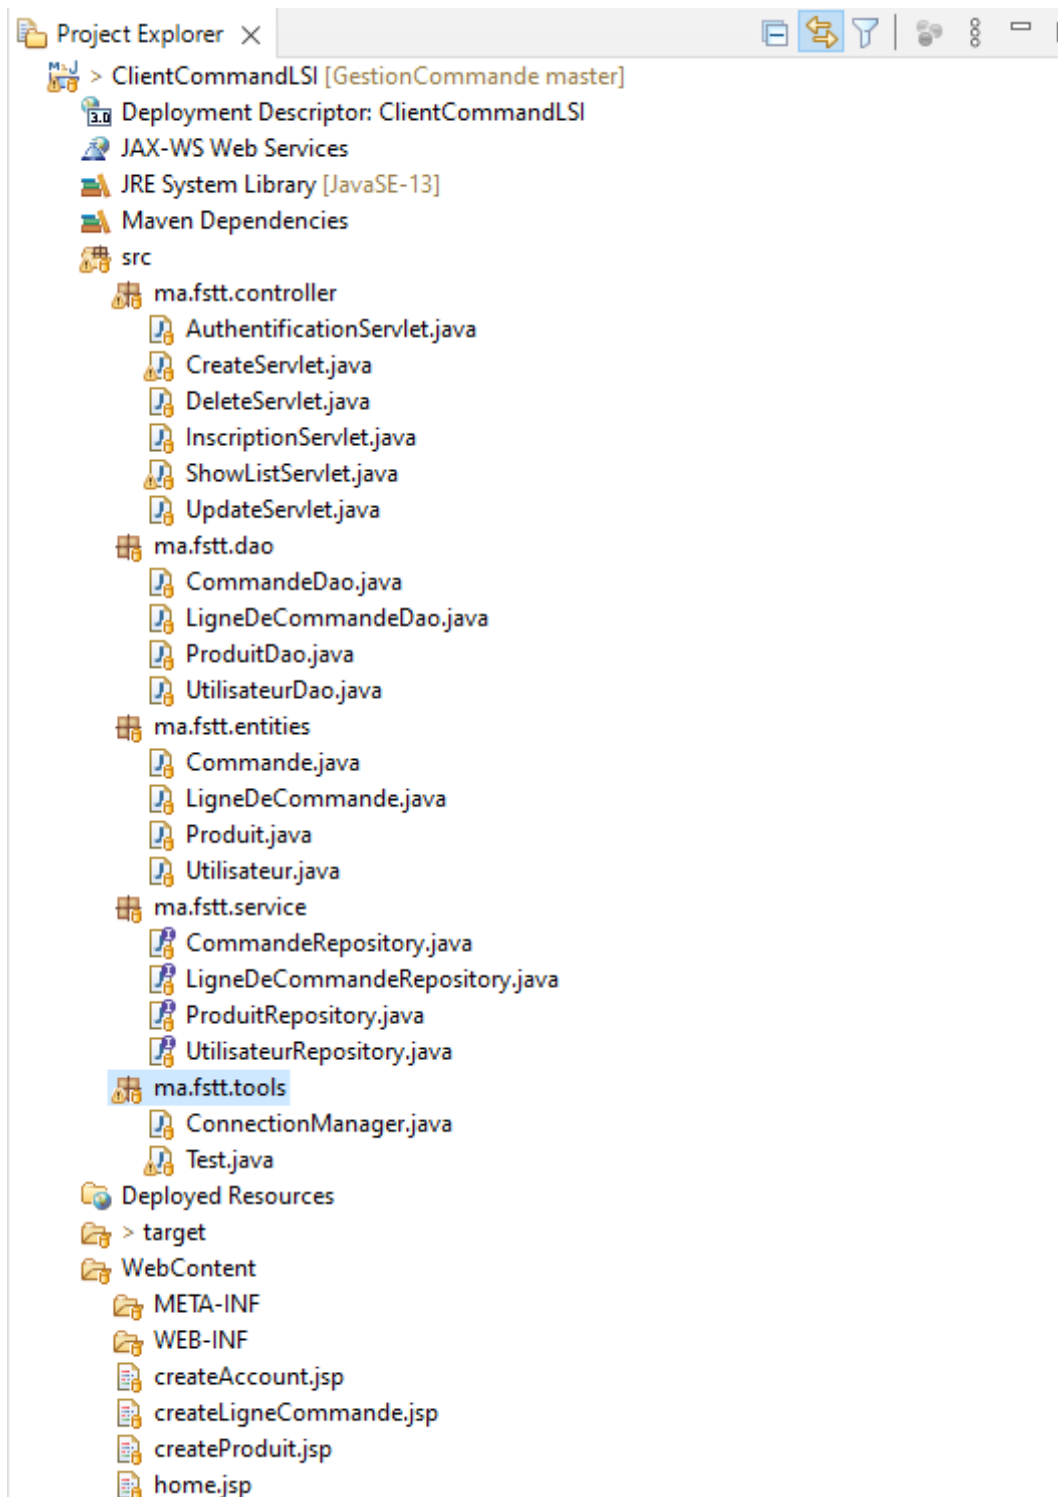 Project Explorer
> ClientCommandLSI [GestionCommande master]
3.0 Deployment Descriptor: ClientCommandLSI
JAX-WS Web Services
JRE System Library [JavaSE-13]
Maven Dependencies
src
ma.fstt.controller
AuthentificationServlet.java
CreateServlet.java
DeleteServlet.java
InscriptionServlet.java
ShowListServlet.java
UpdateServlet.java
ma.fstt.dao
CommandeDao.java
LigneDeCommandeDao.java
ProduitDao.java
UtilisateurDao.java
ma.fstt.entities
Commande.java
LigneDeCommande.java
Produit.java
Utilisateur.java
ma.fstt.service
CommandeRepository.java
LigneDeCommandeRepository.java
ProduitRepository.java
UtilisateurRepository.java
ma.fstt.tools
ConnectionManager.java
Test.java
Deployed Resources
> target
WebContent
META-INF
WEB-INF
createAccount.jsp
createLigneCommande.jsp
createProduit.jsp
home.jsp